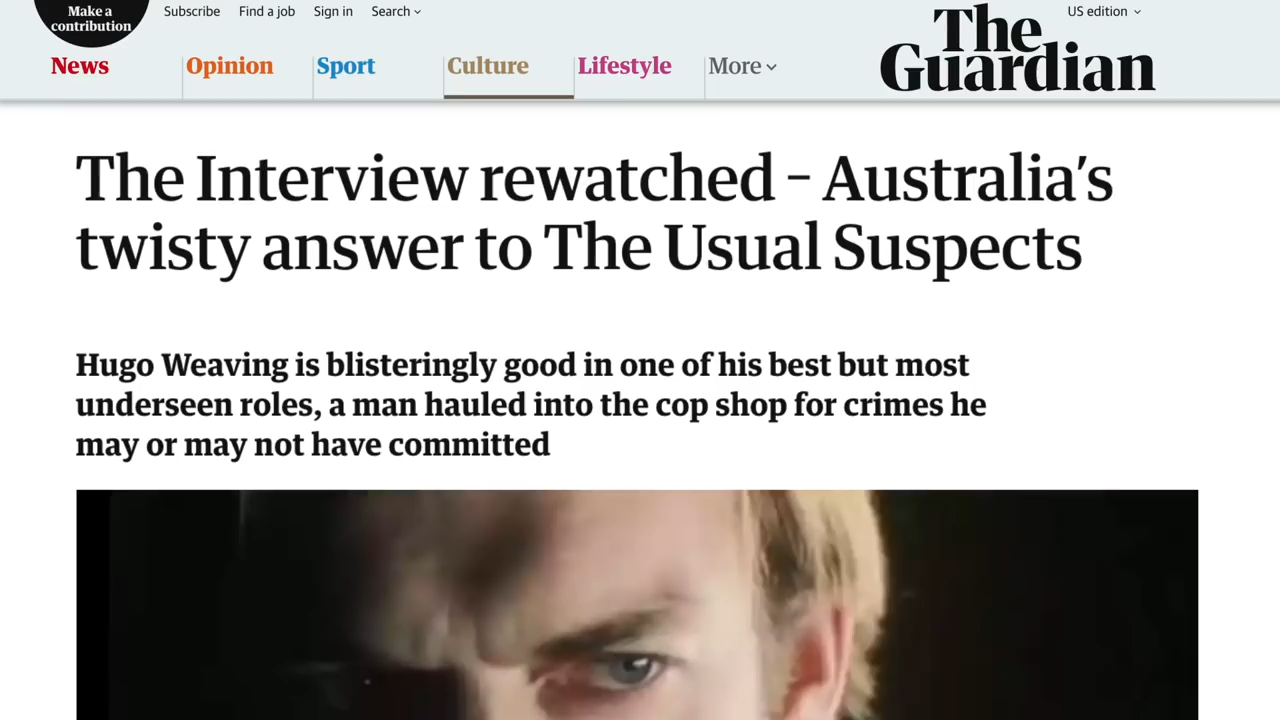 Make a
contribution
Subscribe
Find a job
Sign in
Search
US edition
The
Guardian
News
Opinion
Sport
Culture
Lifestyle
More
The Interview rewatched – Australia's
twisty answer to The Usual Suspects
Hugo Weaving is blisteringly good in one of his best but most
underseen roles, a man hauled into the cop shop for crimes he
may or may not have committed